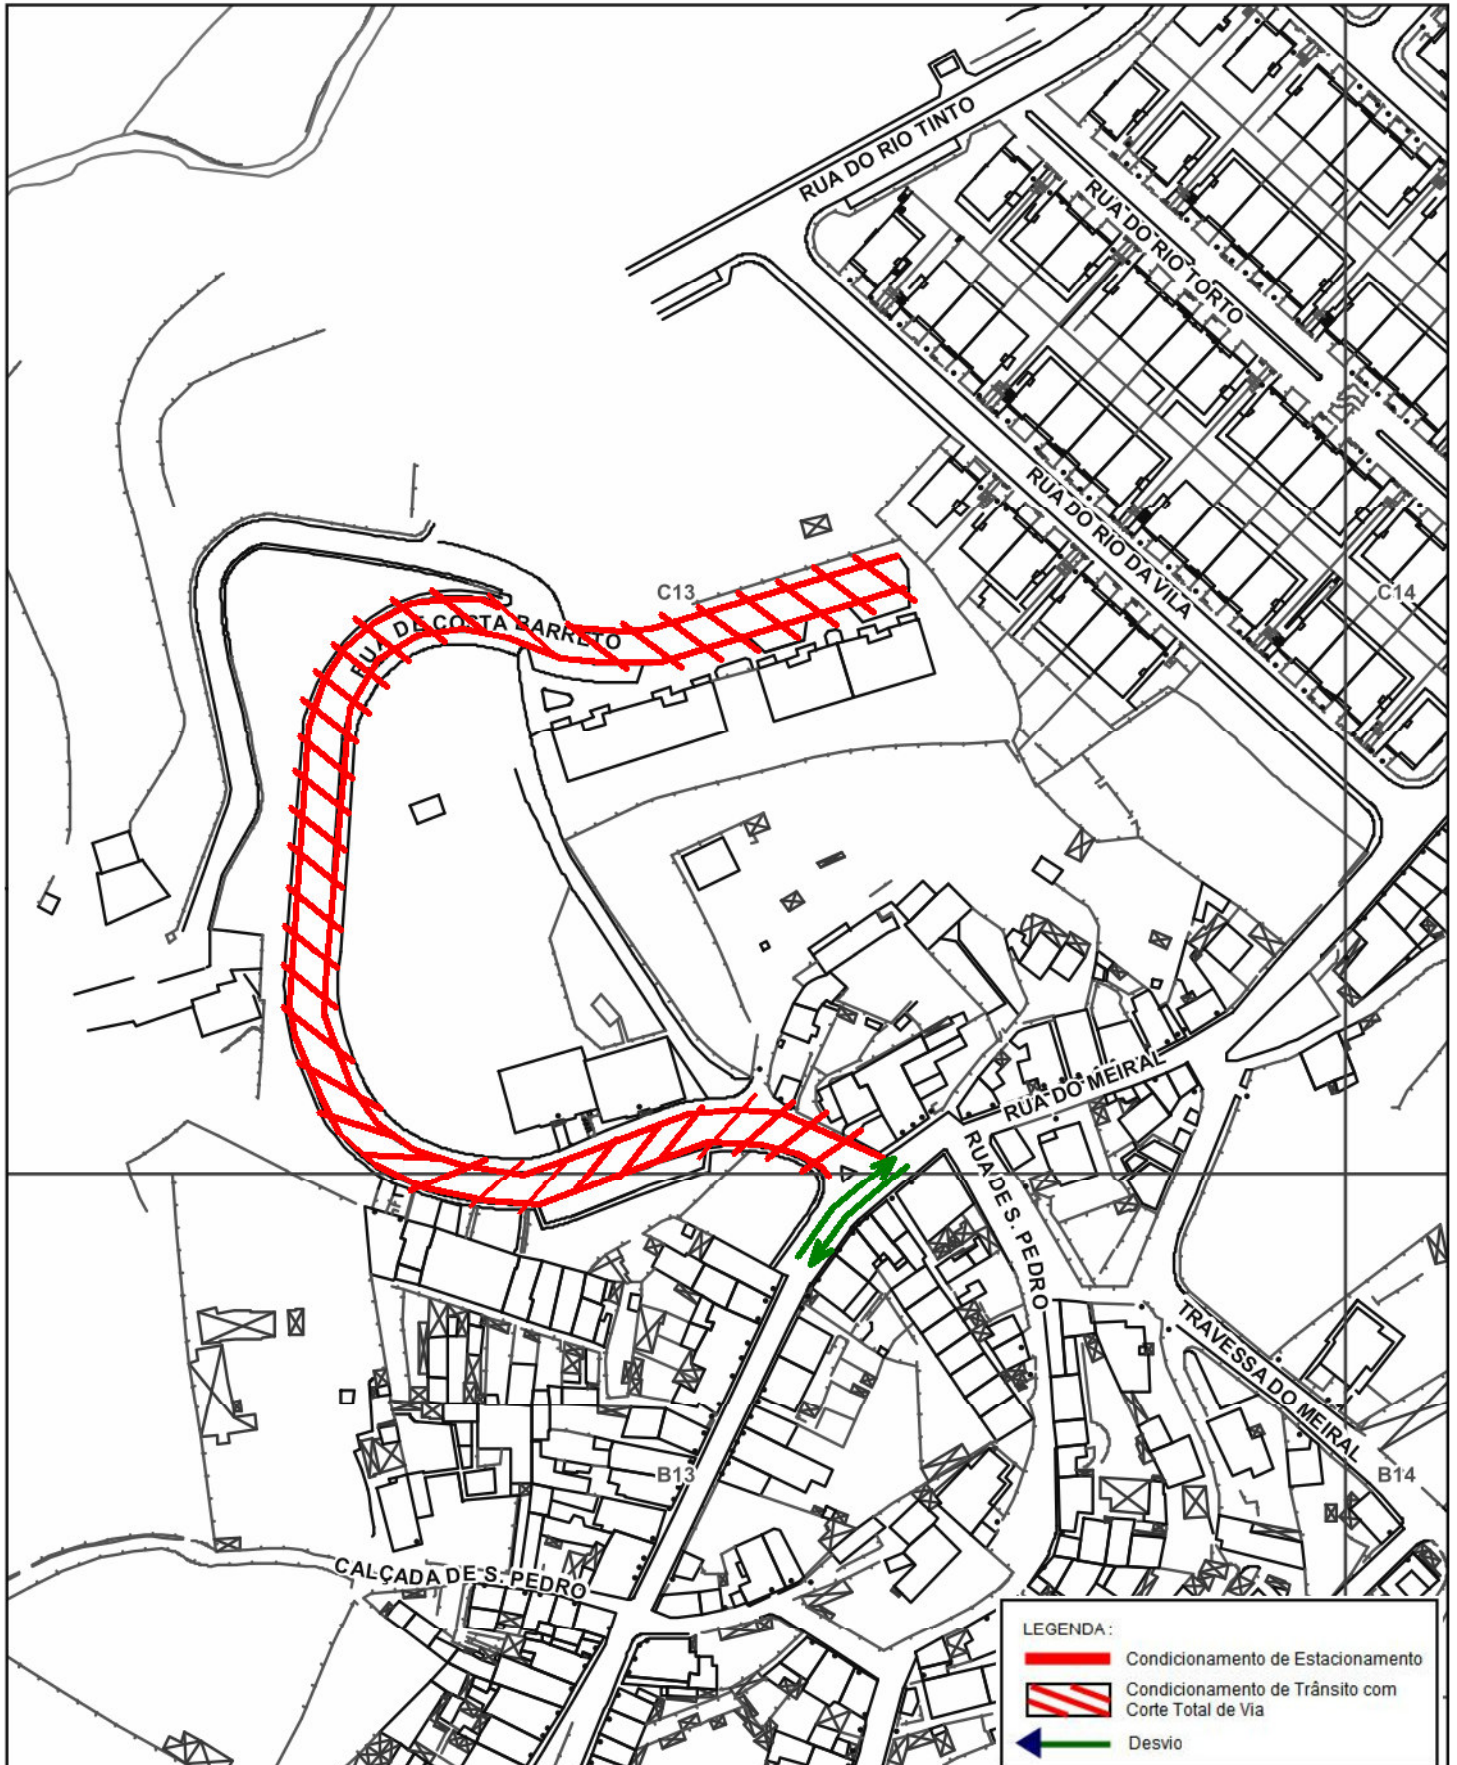 RUA DO RIO TINTO
RUA DO RIO TORTO
RUA DO RIO DA VILA
C13
C14
RUA DE COSTA BARRETO
RUA DO MEIRAL
RUA DE S. PEDRO
TRAVESSA DO MEIRAL
B13
B14
CALÇADA DE S. PEDRO
LEGENDA :
Condicionamento de Estacionamento
Condicionamento de Trânsito com
Corte Total de Via
Desvio